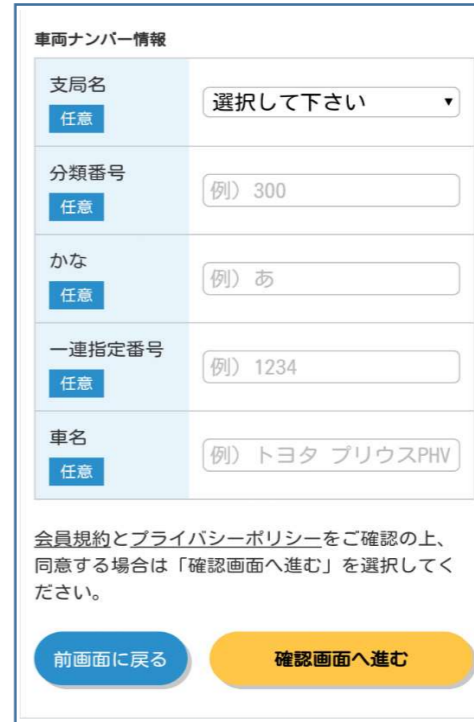 車両ナンバー情報
支局名
任意
選択して下さい
分類番号
任意
例） 300
かな
任意
例） あ
一連指定番号
任意
例） 1234
車名
任意
例） トヨタ プリウスPHV
会員規約とプライバシーポリシーをご確認の上、
同意する場合は「確認画面へ進む」を選択してく
ださい。
前画面に戻る
確認画面へ進む